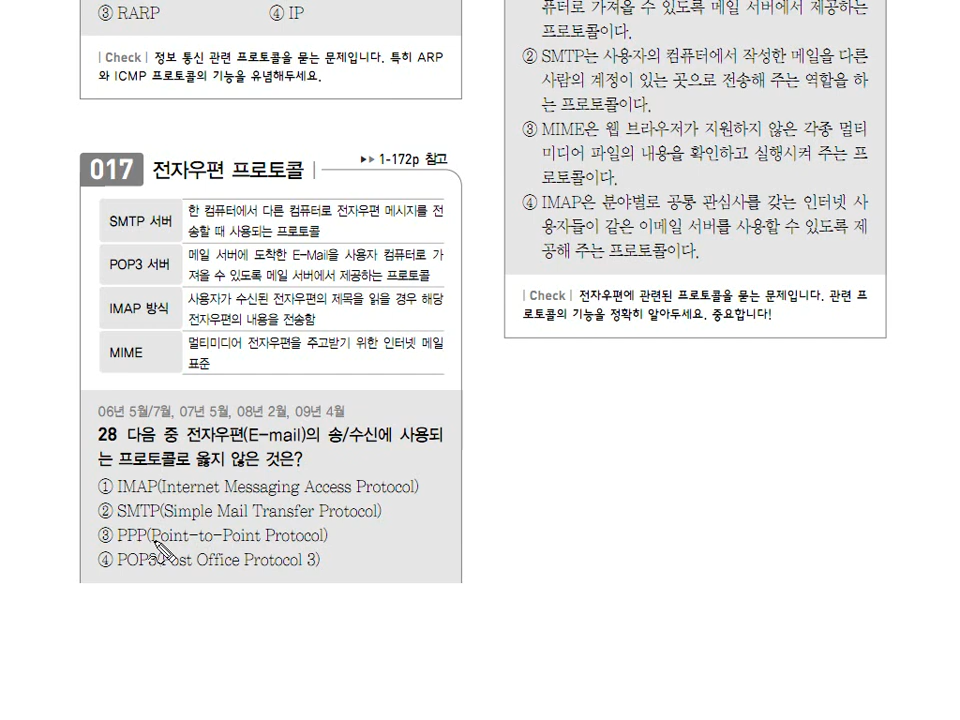 ③ RARP ④ IP
| Check | 정보 통신 관련 프로토콜을 묻는 문제입니다. 특히 ARP
와 ICMP 프로토콜의 기능을 유념해두세요.
017 전자우편 프로토콜 | ▶▶ 1-172p 참고
SMTP 서버 한 컴퓨터에서 다른 컴퓨터로 전자우편 메시지를 전
송할 때 사용되는 프로토콜
POP3 서버 메일 서버에 도착한 E-Mail을 사용자 컴퓨터로 가
져올 수 있도록 메일 서버에서 제공하는 프로토콜
IMAP 방식 사용자가 수신된 전자우편의 제목을 읽을 경우 해당
전자우편의 내용을 전송함
MIME 멀티미디어 전자우편을 주고받기 위한 인터넷 메일
표준
06년 5월/7월, 07년 5월, 08년 2월, 09년 4월
28 다음 중 전자우편(E-mail)의 송/수신에 사용되
는 프로토콜로 옳지 않은 것은?
① IMAP(Internet Messaging Access Protocol)
② SMTP(Simple Mail Transfer Protocol)
③ PPP(Point-to-Point Protocol)
④ POP3(Post Office Protocol 3)
퓨터로 가져올 수 있도록 메일 서버에서 제공하는
프로토콜이다.
② SMTP는 사용자의 컴퓨터에서 작성한 메일을 다른
사람의 계정이 있는 곳으로 전송해 주는 역할을 하
는 프로토콜이다.
③ MIME은 웹 브라우저가 지원하지 않은 각종 멀티
미디어 파일의 내용을 확인하고 실행시켜 주는 프
로토콜이다.
④ IMAP은 분야별로 공통 관심사를 갖는 인터넷 사
용자들이 같은 이메일 서버를 사용할 수 있도록 제
공해 주는 프로토콜이다.
| Check | 전자우편에 관련된 프로토콜을 묻는 문제입니다. 관련 프
로토콜의 기능을 정확히 알아두세요. 중요합니다!